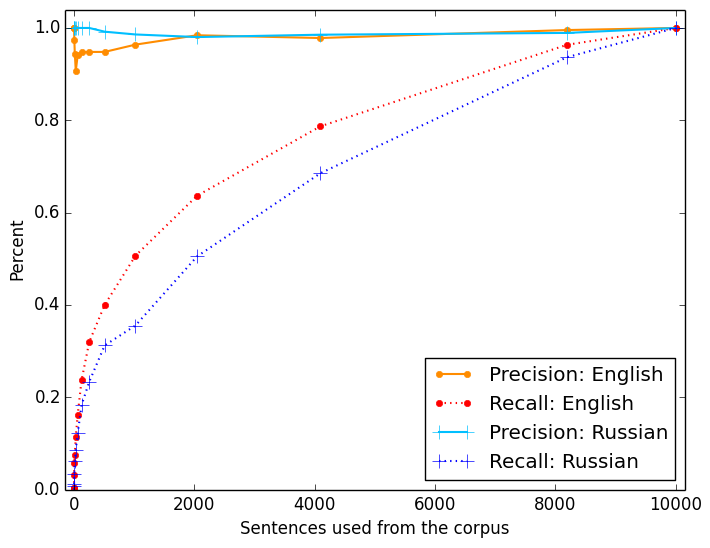 1.0
0.8
0.6
0.4
0.2
0.0
Percent
0
2000
4000
6000
8000
10000
Sentences used from the corpus
Precision: English
Recall: English
Precision: Russian
Recall: Russian